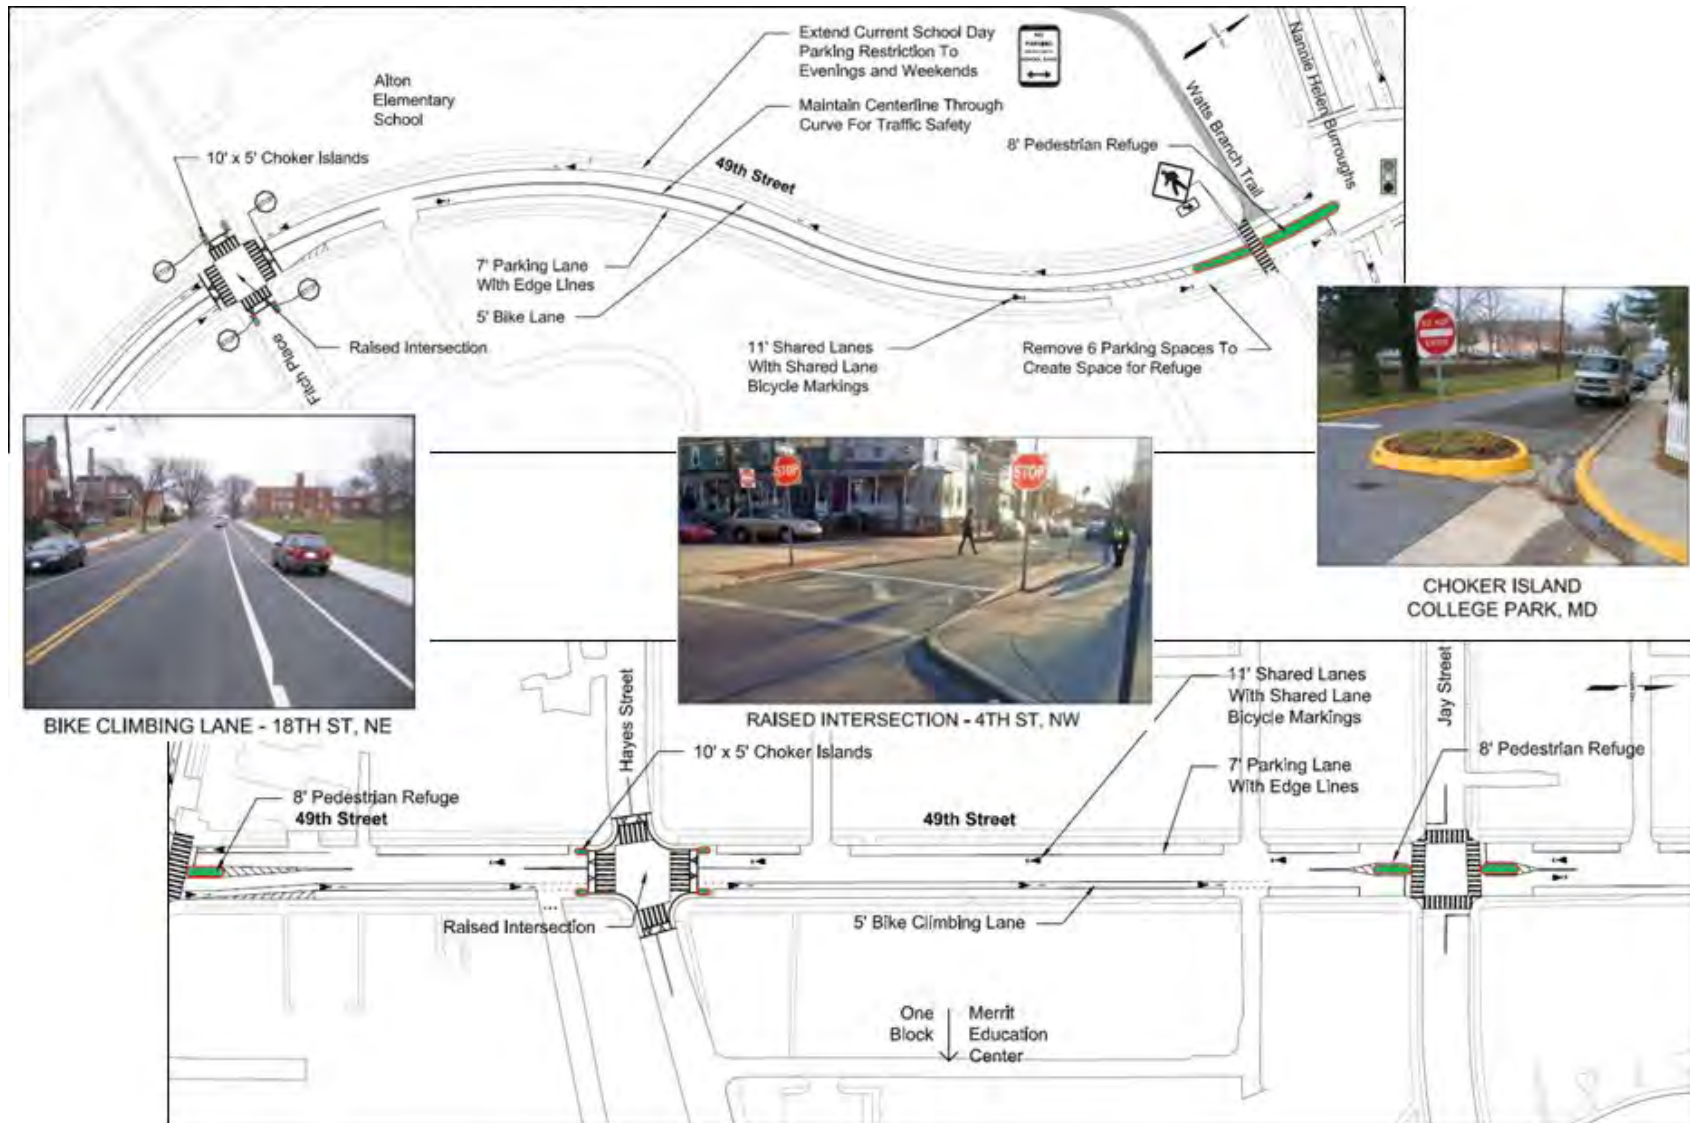 Extend Current School Day
Parking Restriction To
Evenings and Weekends
NO
PARKING
Maintain Centerline Through
Curve For Traffic Safety
Aiton
Elementary
School
10' x 5' Choker Islands
49th Street
8' Pedestrian Refuge
Watts Branch Trail
Nannie Helen Burroughs
7' Parking Lane
With Edge Lines
5' Bike Lane
Raised Intersection
Fitch Place
11' Shared Lanes
With Shared Lane
Bicycle Markings
Remove 6 Parking Spaces To
Create Space for Refuge
DO NOT
ENTER
STOP
STOP
CHOKER ISLAND
COLLEGE PARK, MD
BIKE CLIMBING LANE - 18TH ST, NE
RAISED INTERSECTION - 4TH ST, NW
Hayes Street
10' x 5' Choker Islands
11' Shared Lanes
With Shared Lane
Bicycle Markings
Jay Street
8' Pedestrian Refuge
7' Parking Lane
With Edge Lines
8' Pedestrian Refuge
49th Street
49th Street
Raised Intersection
5' Bike Climbing Lane
One
Block
Merrit
Education
Center